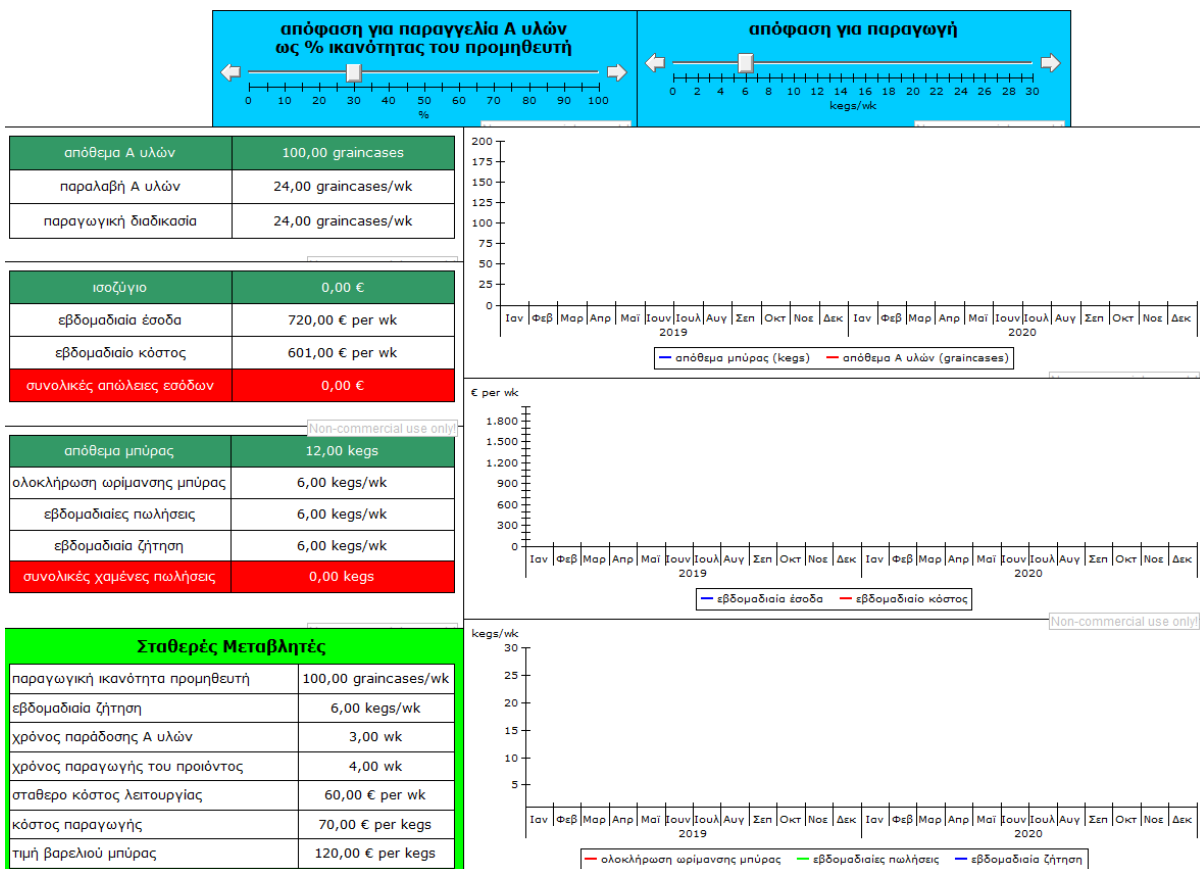 απόφαση για παραγγελία Α υλών
ως % ικανότητας του προμηθευτή
0 10 20 30 40 50 60 70 80 90 100
%
απόφαση για παραγωγή
0 2 4 6 8 10 12 14 16 18 20 22 24 26 28 30
kegs/wk
απόθεμα Α υλών 100,00 graincases
παραλαβή Α υλών 24,00 graincases/wk
παραγωγική διαδικασία 24,00 graincases/wk
ισοζύγιο 0,00 €
εβδομαδιαία έσοδα 720,00 € per wk
εβδομαδιαίο κόστος 601,00 € per wk
συνολικές απώλειες εσόδων 0,00 €
Non-commercial use only!
απόθεμα μπύρας 12,00 kegs
ολοκλήρωση ωρίμανσης μπύρας 6,00 kegs/wk
εβδομαδιαίες πωλήσεις 6,00 kegs/wk
εβδομαδιαία ζήτηση 6,00 kegs/wk
συνολικές χαμένες πωλήσεις 0,00 kegs
Σταθερές Μεταβλητές
παραγωγική ικανότητα προμηθευτή 100,00 graincases/wk
εβδομαδιαία ζήτηση 6,00 kegs/wk
χρόνος παράδοσης Α υλών 3,00 wk
χρόνος παραγωγής του προιόντος 4,00 wk
σταθερο κόστος λειτουργίας 60,00 € per wk
κόστος παραγωγής 70,00 € per kegs
τιμή βαρελιού μπύρας 120,00 € per kegs
200
175
150
125
100
75
50
25
0
Ιαν Φεβ Μαρ Απρ Μαϊ Ιουν Ιουλ Αυγ Σεπ Οκτ Νοε Δεκ Ιαν Φεβ Μαρ Απρ Μαϊ Ιουν Ιουλ Αυγ Σεπ Οκτ Νοε Δεκ
2019 2020
απόθεμα μπύρας (kegs) απόθεμα Α υλών (graincases)
€ per wk
1.800
1.500
1.200
900
600
300
0
Ιαν Φεβ Μαρ Απρ Μαϊ Ιουν Ιουλ Αυγ Σεπ Οκτ Νοε Δεκ Ιαν Φεβ Μαρ Απρ Μαϊ Ιουν Ιουλ Αυγ Σεπ Οκτ Νοε Δεκ
2019 2020
εβδομαδιαία έσοδα εβδομαδιαίο κόστος
Non-commercial use only!
kegs/wk
30
25
20
15
10
5
Ιαν Φεβ Μαρ Απρ Μαϊ Ιουν Ιουλ Αυγ Σεπ Οκτ Νοε Δεκ Ιαν Φεβ Μαρ Απρ Μαϊ Ιουν Ιουλ Αυγ Σεπ Οκτ Νοε Δεκ
2019 2020
ολοκλήρωση ωρίμανσης μπύρας εβδομαδιαίες πωλήσεις εβδομαδιαία ζήτηση